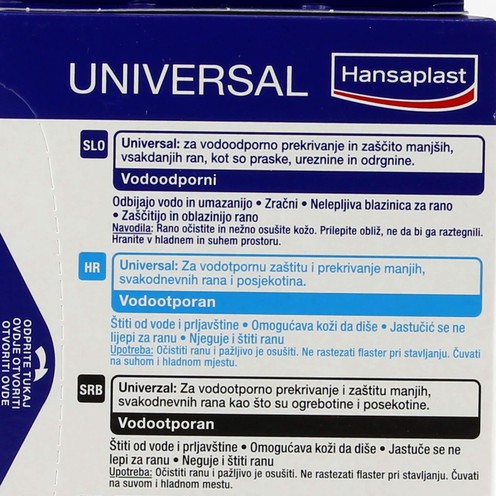 UNIVERSAL
Hansaplast
SLO
Universal: za vodoodporno prekrivanje in zaščito manjših,
vsakdanjih ran, kot so praske, ureznine in odrgnine.
Vodoodporni
Odbijajo vodo in umazanijo • Zračni • Nelepljiva blazinica za rano
• Zaščitijo in oblazinijo rano
Navodila: Rano očistite in nežno osušite kožo. Prilepite obliž, ne da bi ga raztegnili.
Hranite v hladnem in suhem prostoru.
HR
Universal: Za vodotpornu zaštitu i prekrivanje manjih,
svakodnevnih rana i posjekotina.
Vodootporan
Štiti od vode i prljavštine • Omogućava koži da diše • Jastučić se ne
lijepi za ranu • Njeguje i štiti ranu
Upotreba: Očistiti ranu i pažljivo je osušiti. Ne rastezati flaster pri stavljanju. Čuvati
na suhom i hladnom mjestu.
SRB
Univerzal: Za vodootporno prekrivanje i zaštitu manjih,
svakodnevnih rana kao što su ogrebotine i posekotine.
Vodootporan
Štiti od vode i prljavštine • Omogućava koži da diše • Jastuče se ne
lepi za ranu • Neguje i štiti ranu
Upotreba: Očistiti ranu i pažljivo je osušiti. Ne rastezati flaster pri stavljanju. Čuvati
na suvom i hladnom mestu.
ODPRITE TUKAJ
OVDJE OTVORITI
OTVORITI OVDE